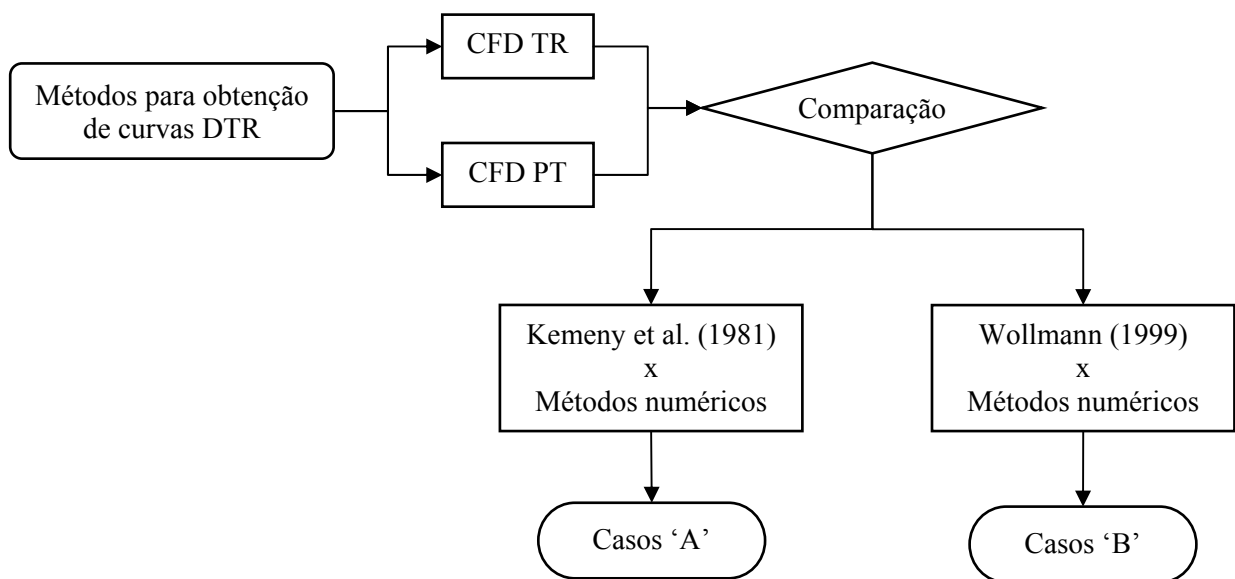 CFD TR
Métodos para obtenção
de curvas DTR
Comparação
CFD PT
Kemeny et al. (1981)
x
Métodos numéricos
Wollmann (1999)
x
Métodos numéricos
Casos ‘A’
Casos ‘B’